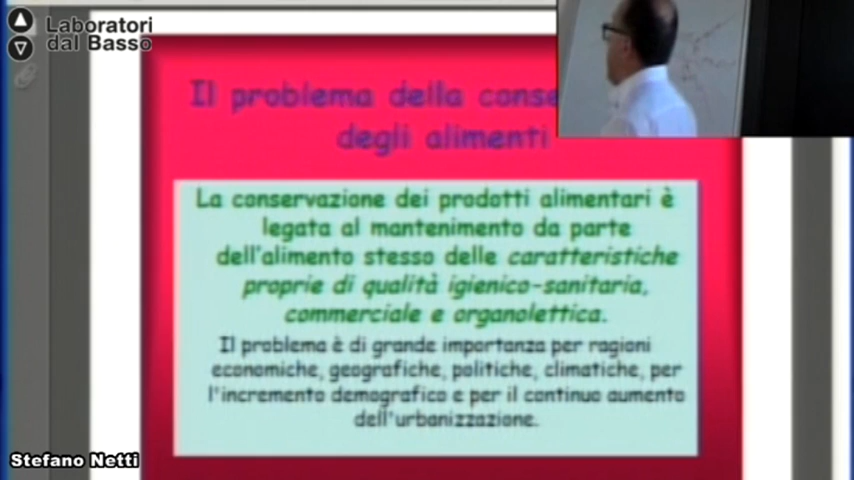 Laboratori
dal Basso
Il problema della conse
degli alimenti
La conservazione dei prodotti alimentari è
legata al mantenimento da parte
dell'alimento stesso delle caratteristiche
proprie di qualità igienico-sanitaria,
commerciale e organolettica.
Il problema è di grande importanza per ragioni
economiche, geografiche, politiche, climatiche, per
l'incremento demografico e per il continuo aumento
dell'urbanizzazione.
Stefano Netti